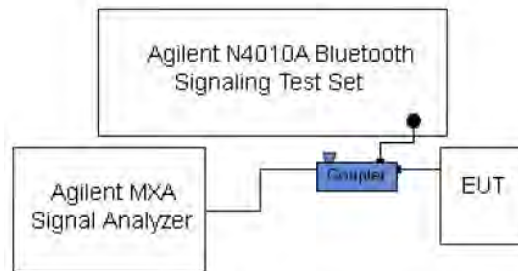 Agilent N4010A Bluetooth
Signaling Test Set
Coupler
Agilent MXA
Signal Analyzer
EUT